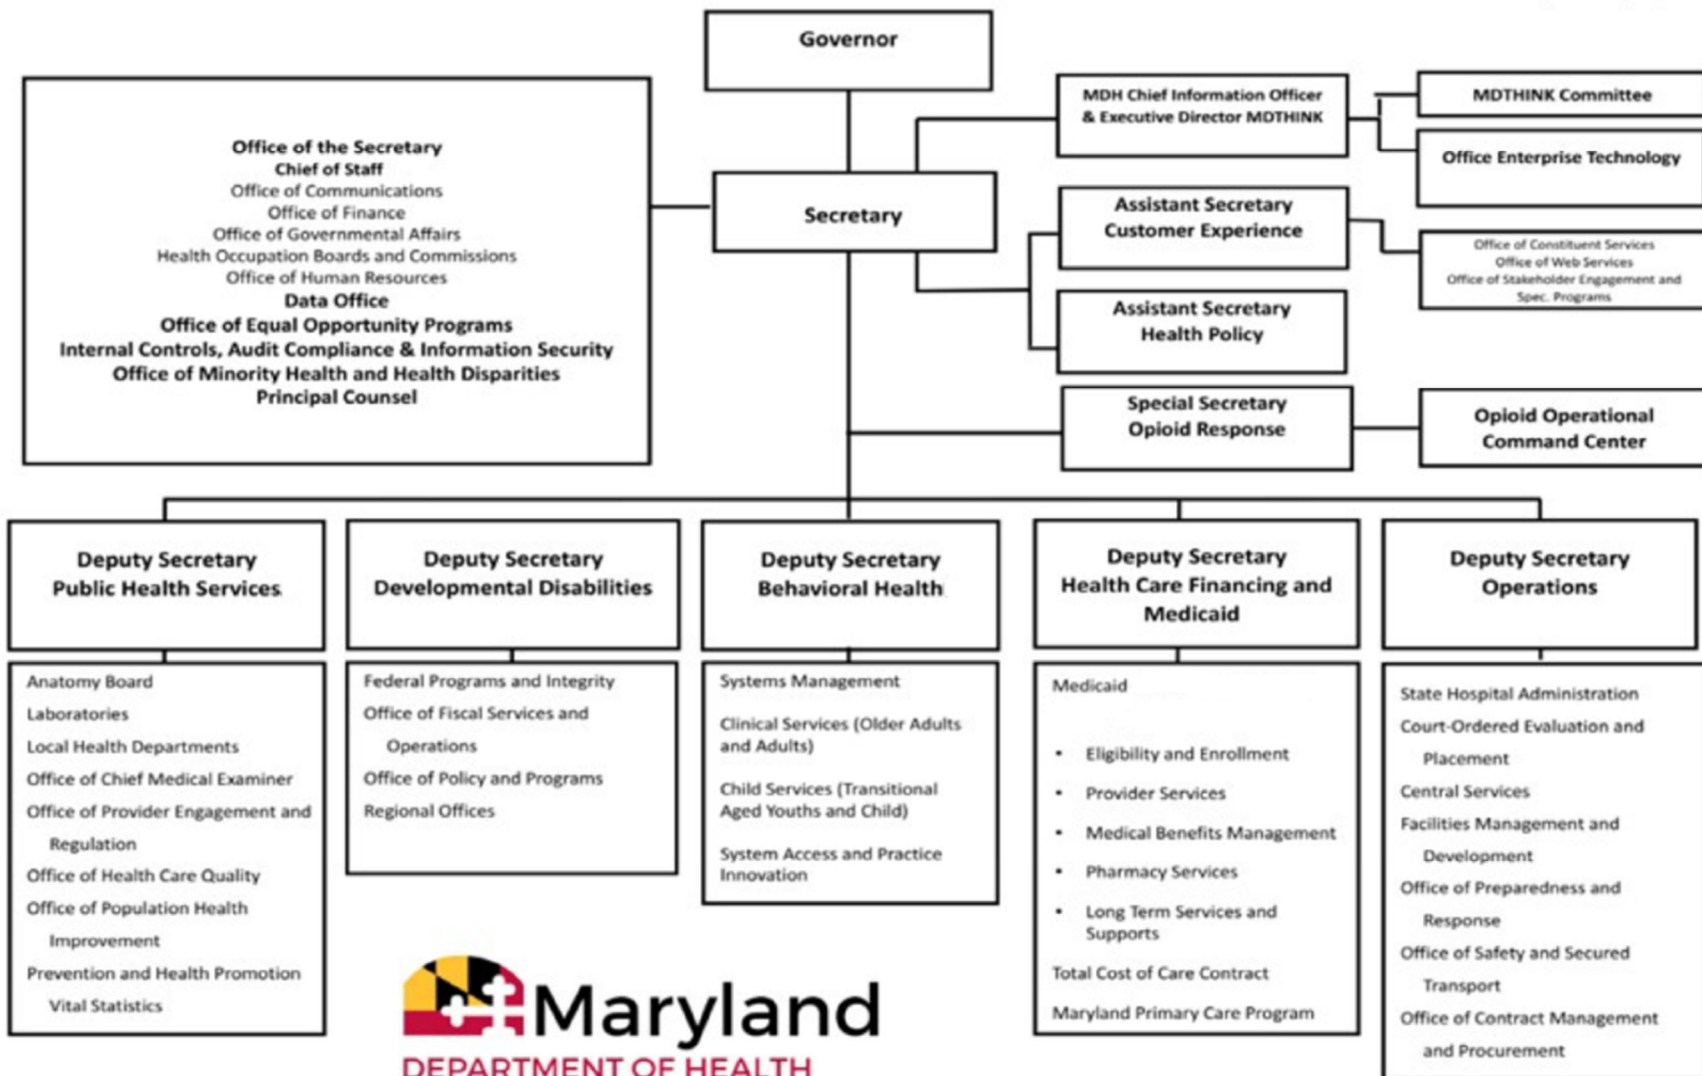 Governor
Office of the Secretary
Chief of Staff
Office of Communications
Office of Finance
Office of Governmental Affairs
Health Occupation Boards and Commissions
Office of Human Resources
Data Office
Office of Equal Opportunity Programs
Internal Controls, Audit Compliance & Information Security
Office of Minority Health and Health Disparities
Principal Counsel
Secretary
MDH Chief Information Officer
& Executive Director MDTHINK
MDTHINK Committee
Office Enterprise Technology
Assistant Secretary
Customer Experience
Office of Constituent Services
Office of Web Services
Office of Stakeholder Engagement and
Spec. Programs
Assistant Secretary
Health Policy
Special Secretary
Opioid Response
Opioid Operational
Command Center
Deputy Secretary
Public Health Services
Anatomy Board
Laboratories
Local Health Departments
Office of Chief Medical Examiner
Office of Provider Engagement and
Regulation
Office of Health Care Quality
Office of Population Health
Improvement
Prevention and Health Promotion
Vital Statistics
Deputy Secretary
Developmental Disabilities
Federal Programs and Integrity
Office of Fiscal Services and
Operations
Office of Policy and Programs
Regional Offices
Deputy Secretary
Behavioral Health
Systems Management
Clinical Services (Older Adults
and Adults)
Child Services (Transitional
Aged Youths and Child)
System Access and Practice
Innovation
Deputy Secretary
Health Care Financing and
Medicaid
Medicaid
• Eligibility and Enrollment
• Provider Services
• Medical Benefits Management
• Pharmacy Services
• Long Term Services and
Supports
Total Cost of Care Contract
Maryland Primary Care Program
Deputy Secretary
Operations
State Hospital Administration
Court-Ordered Evaluation and
Placement
Central Services
Facilities Management and
Development
Office of Preparedness and
Response
Office of Safety and Secured
Transport
Office of Contract Management
and Procurement
Maryland
DEPARTMENT OF HEALTH